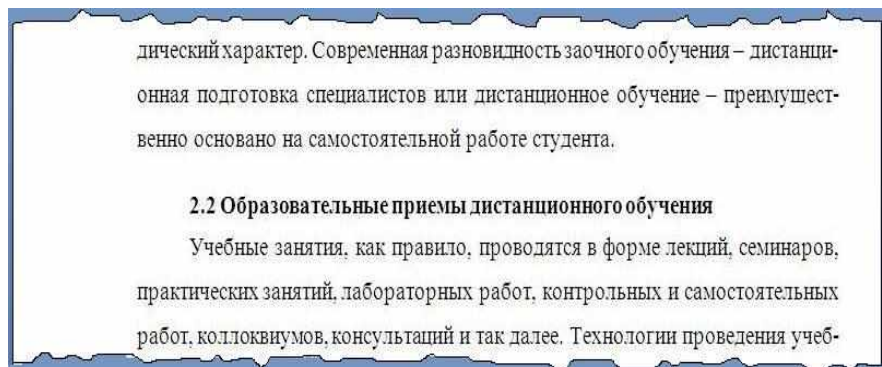 дический характер. Современная разновидность заочного обучения – дистанци-
онная подготовка специалистов или дистанционное обучение – преимущест-
венно основано на самостоятельной работе студента.
2.2 Образовательные приемы дистанционного обучения
Учебные занятия, как правило, проводятся в форме лекций, семинаров,
практических занятий, лабораторных работ, контрольных и самостоятельных
работ, коллоквиумов, консультаций и так далее. Технологии проведения учеб-